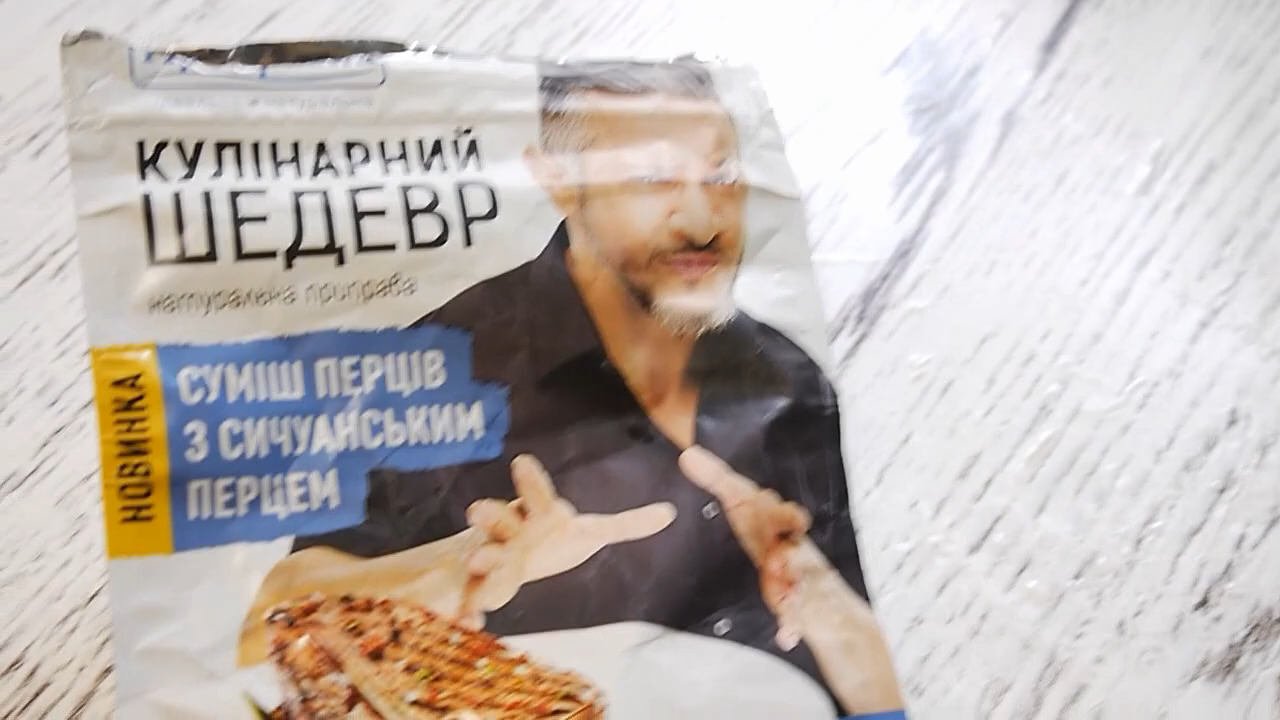 КУЛІНАРНИЙ
ШЕДЕВР
натуральна приправа
НОВИНКА
СУМІШ ПЕРЦІВ
З СИЧУАНСЬКИМ
ПЕРЦЕМ